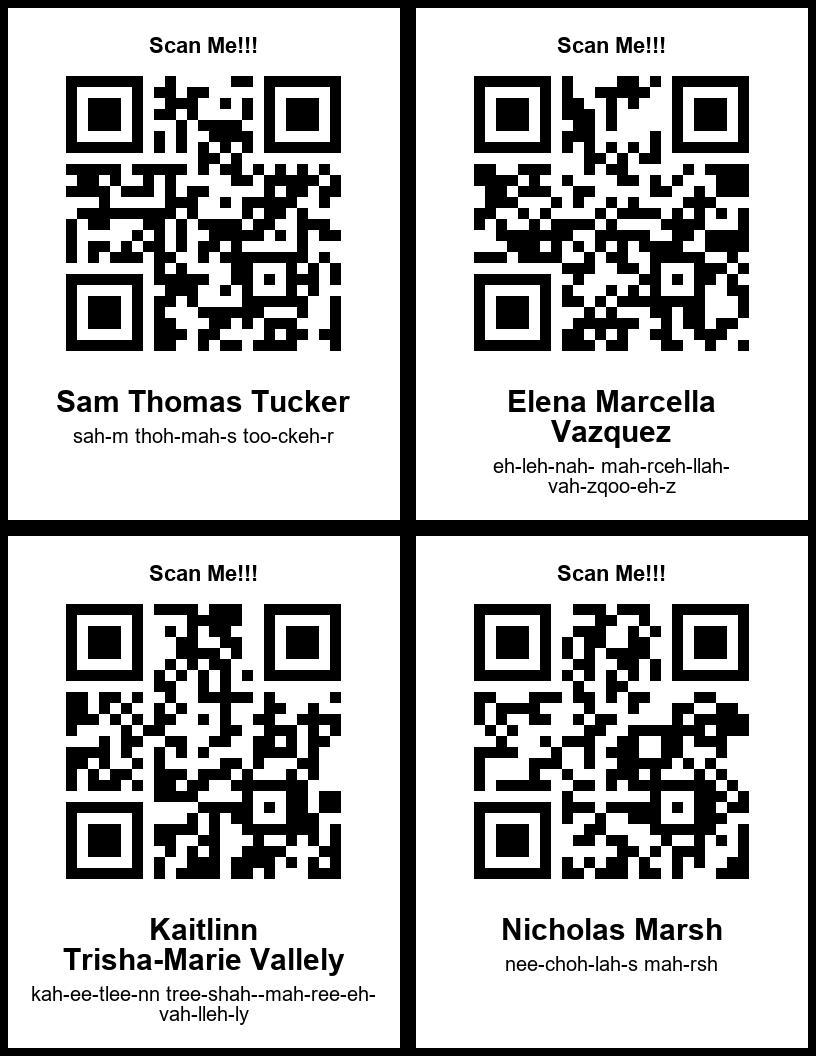 Scan Me!!!
Sam Thomas Tucker
sah-m thoh-mah-s too-ckeh-r
Scan Me!!!
Elena Marcella
Vazquez
eh-leh-nah- mah-rceh-llah-
vah-zqoo-eh-z
Scan Me!!!
Kaitlinn
Trisha-Marie Vallely
kah-ee-tlee-nn tree-shah--mah-ree-eh-
vah-lleh-ly
Scan Me!!!
Nicholas Marsh
nee-choh-lah-s mah-rsh